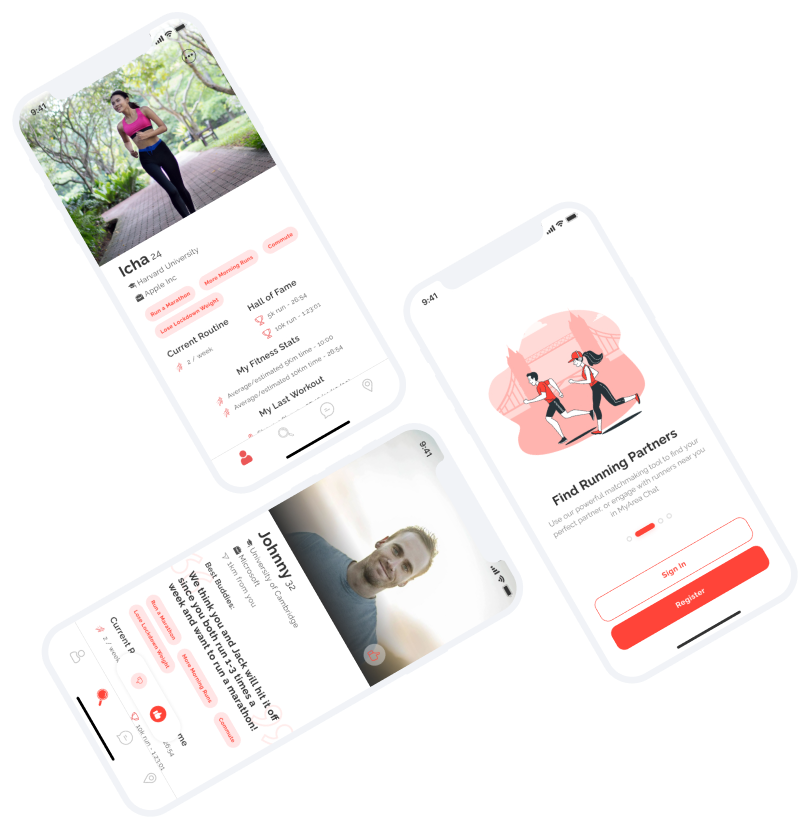 9:41
Icha 24
Harvard University
Apple Inc
Run a Marathon
More Morning Runs
Commute
Lose Lockdown Weight
Current Routine
2 / week
Hall of Fame
5k run - 26:54
10k run - 1:23:01
My Fitness Stats
Average/estimated 5Km time - 10:00
Average/estimated 10Km time - 26:54
My Last Workout
9:41
Find Running Partners
Use our powerful matchmaking tool to find your
perfect partner, or engage with runners near you
in MyArea Chat
Sign In
Register
9:41
Johnny 32
University of Cambridge
Microsoft
1km from you
Best Buddies:
We think you and Jack will hit it off
since you both run 1-3 times a
week and want to run a marathon!
Run a Marathon
More Morning Runs
Commute
Lose Lockdown Weight
Current R
2 / week
me
26:54
10k run - 1:23:01